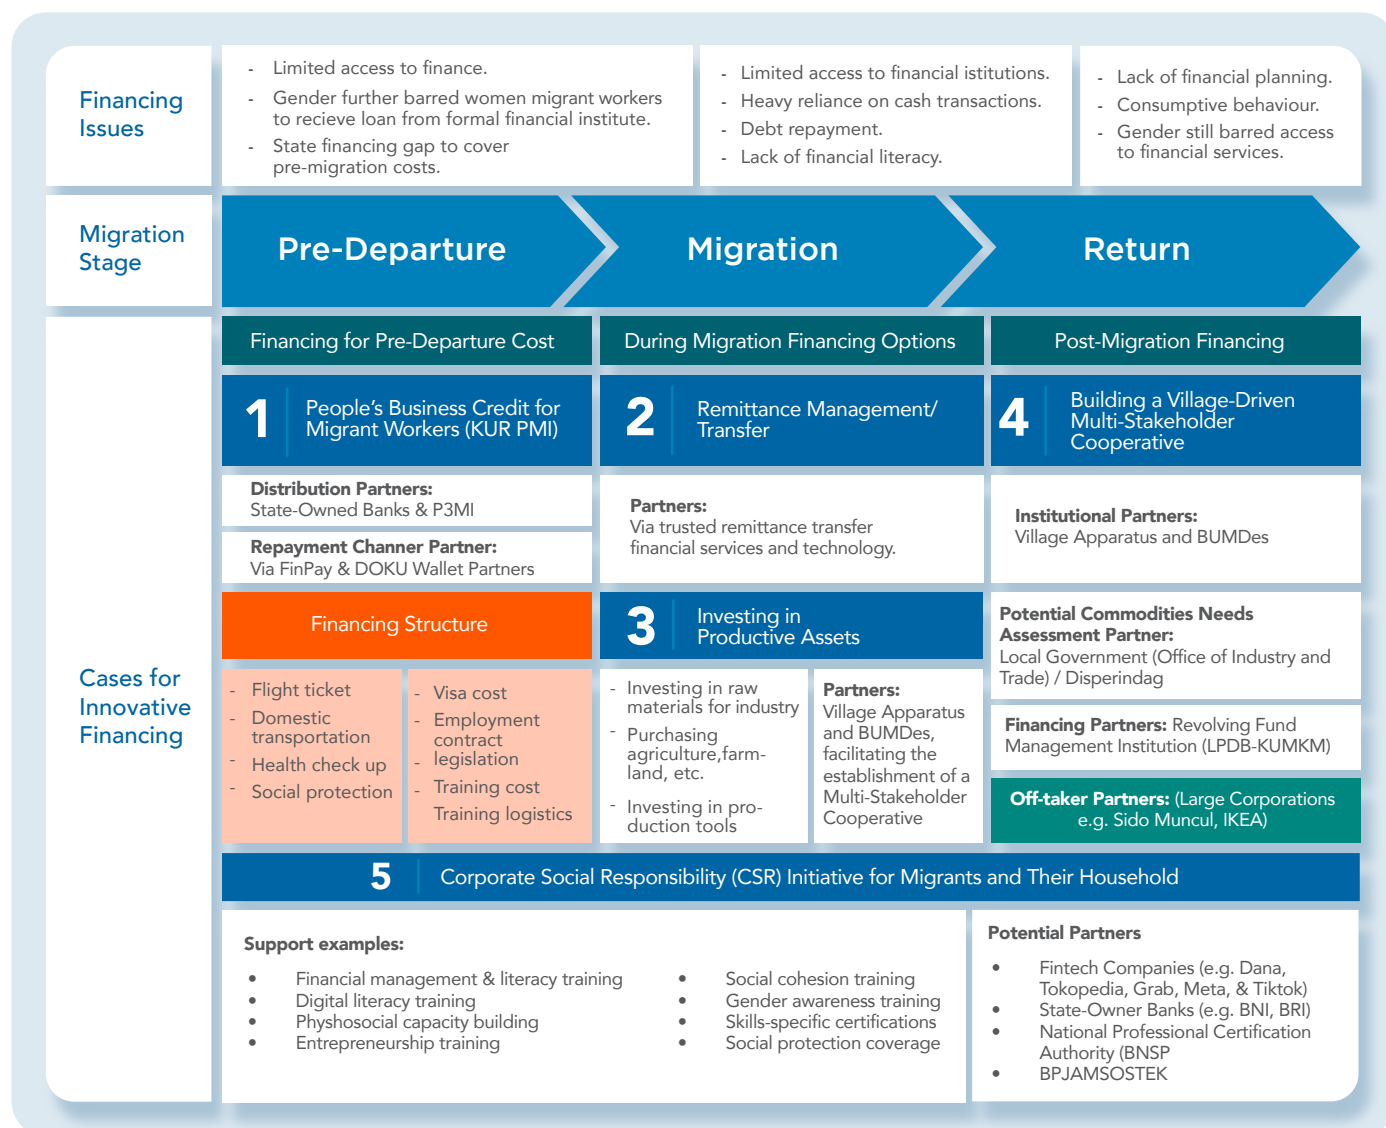 Financing
Issues
- Limited access to finance.
- Gender further barred women migrant workers
to recieve loan from formal financial institute.
- State financing gap to cover
pre-migration costs.
- Limited access to financial istitutions.
- Heavy reliance on cash transactions.
- Debt repayment.
- Lack of financial literacy.
- Lack of financial planning.
- Consumptive behaviour.
- Gender still barred access
to financial services.
Migration
Stage
Pre-Departure
Migration
Return
Cases for
Innovative
Financing
Financing for Pre-Departure Cost
During Migration Financing Options
Post-Migration Financing
1
People's Business Credit for
Migrant Workers (KUR PMI)
2
Remittance Management/
Transfer
4
Building a Village-Driven
Multi-Stakeholder
Cooperative
Distribution Partners:
State-Owned Banks & P3MI
Repayment Channer Partner:
Via FinPay & DOKU Wallet Partners
Partners:
Via trusted remittance transfer
financial services and technology.
Institutional Partners:
Village Apparatus and BUMDes
Financing Structure
- Flight ticket
- Domestic
transportation
- Health check up
- Social protection
- Visa cost
- Employment
contract
- legislation
- Training cost
Training logistics
3
Investing in
Productive Assets
- Investing in raw
materials for industry
- Purchasing
agriculture,farm-
land, etc.
- Investing in pro-
duction tools
Partners:
Village Apparatus
and BUMDes,
facilitating the
establishment of a
Multi-Stakeholder
Cooperative
Potential Commodities Needs
Assessment Partner:
Local Government (Office of Industry and
Trade) / Disperindag
Financing Partners: Revolving Fund
Management Institution (LPDB-KUMKM)
Off-taker Partners: (Large Corporations
e.g. Sido Muncul, IKEA)
5
Corporate Social Responsibility (CSR) Initiative for Migrants and Their Household
Support examples:
• Financial management & literacy training
• Digital literacy training
• Physhosocial capacity building
• Entrepreneurship training
• Social cohesion training
• Gender awareness training
• Skills-specific certifications
• Social protection coverage
Potential Partners
• Fintech Companies (e.g. Dana,
Tokopedia, Grab, Meta, & Tiktok)
• State-Owner Banks (e.g. BNI, BRI)
• National Professional Certification
Authority (BNSP
• BPJAMSOSTEK